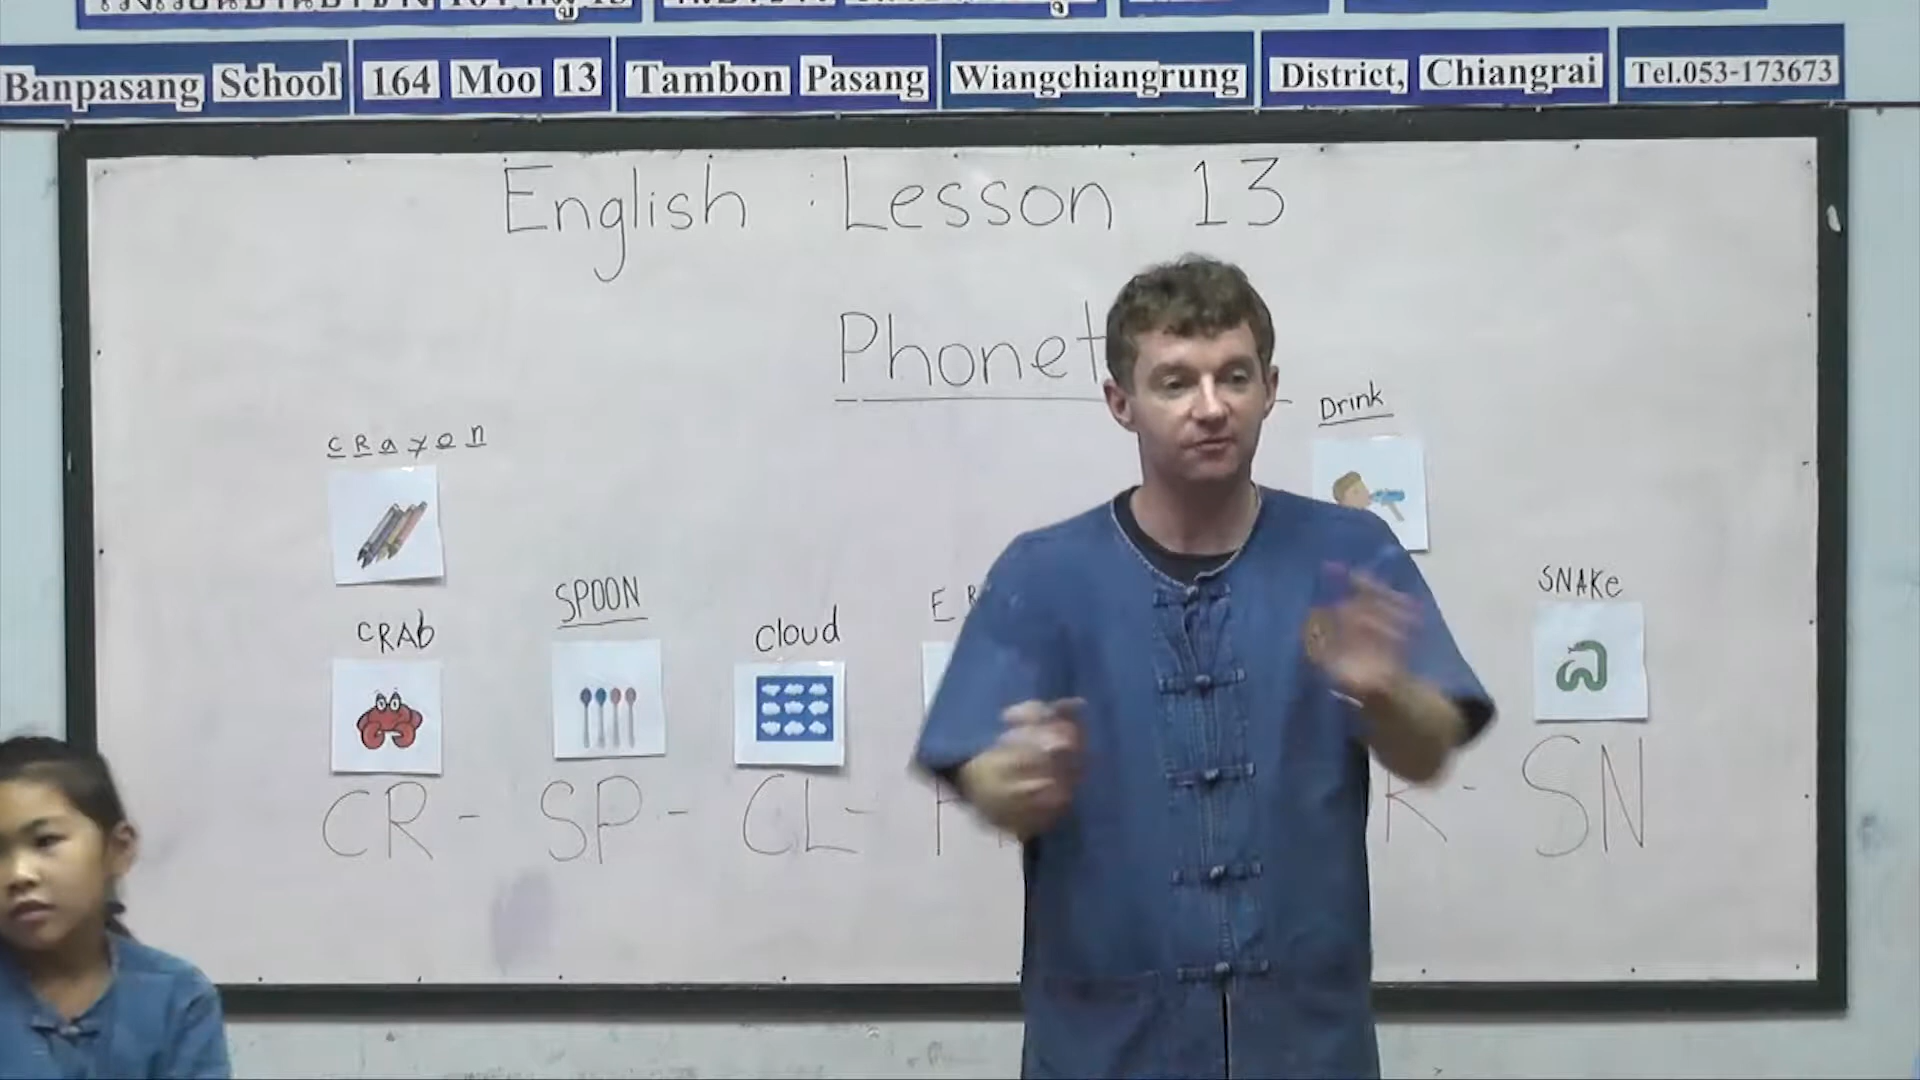 Banpasang School 164 Moo 13 Tambon Pasang Wiangchiangrung District, Chiangrai Tel.053-173673
English : Lesson 13
Phonet
Drink
cRayon
SPOON
SNAKe
CRAb
cloud
E R
CR - SP - CL - R - SN